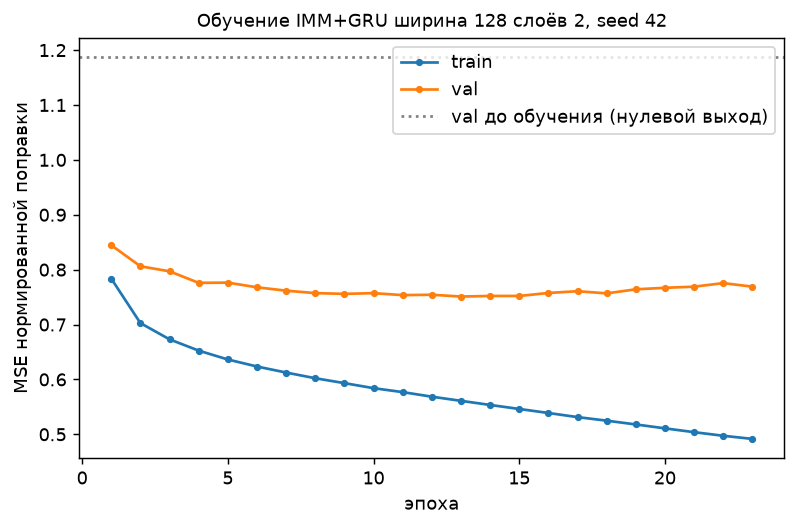 Обучение IMM+GRU ширина 128 слоёв 2, seed 42
MSE нормированной поправки
1.2
1.1
1.0
0.9
0.8
0.7
0.6
0.5
train
val
val до обучения (нулевой выход)
0 5 10 15 20
эпоха